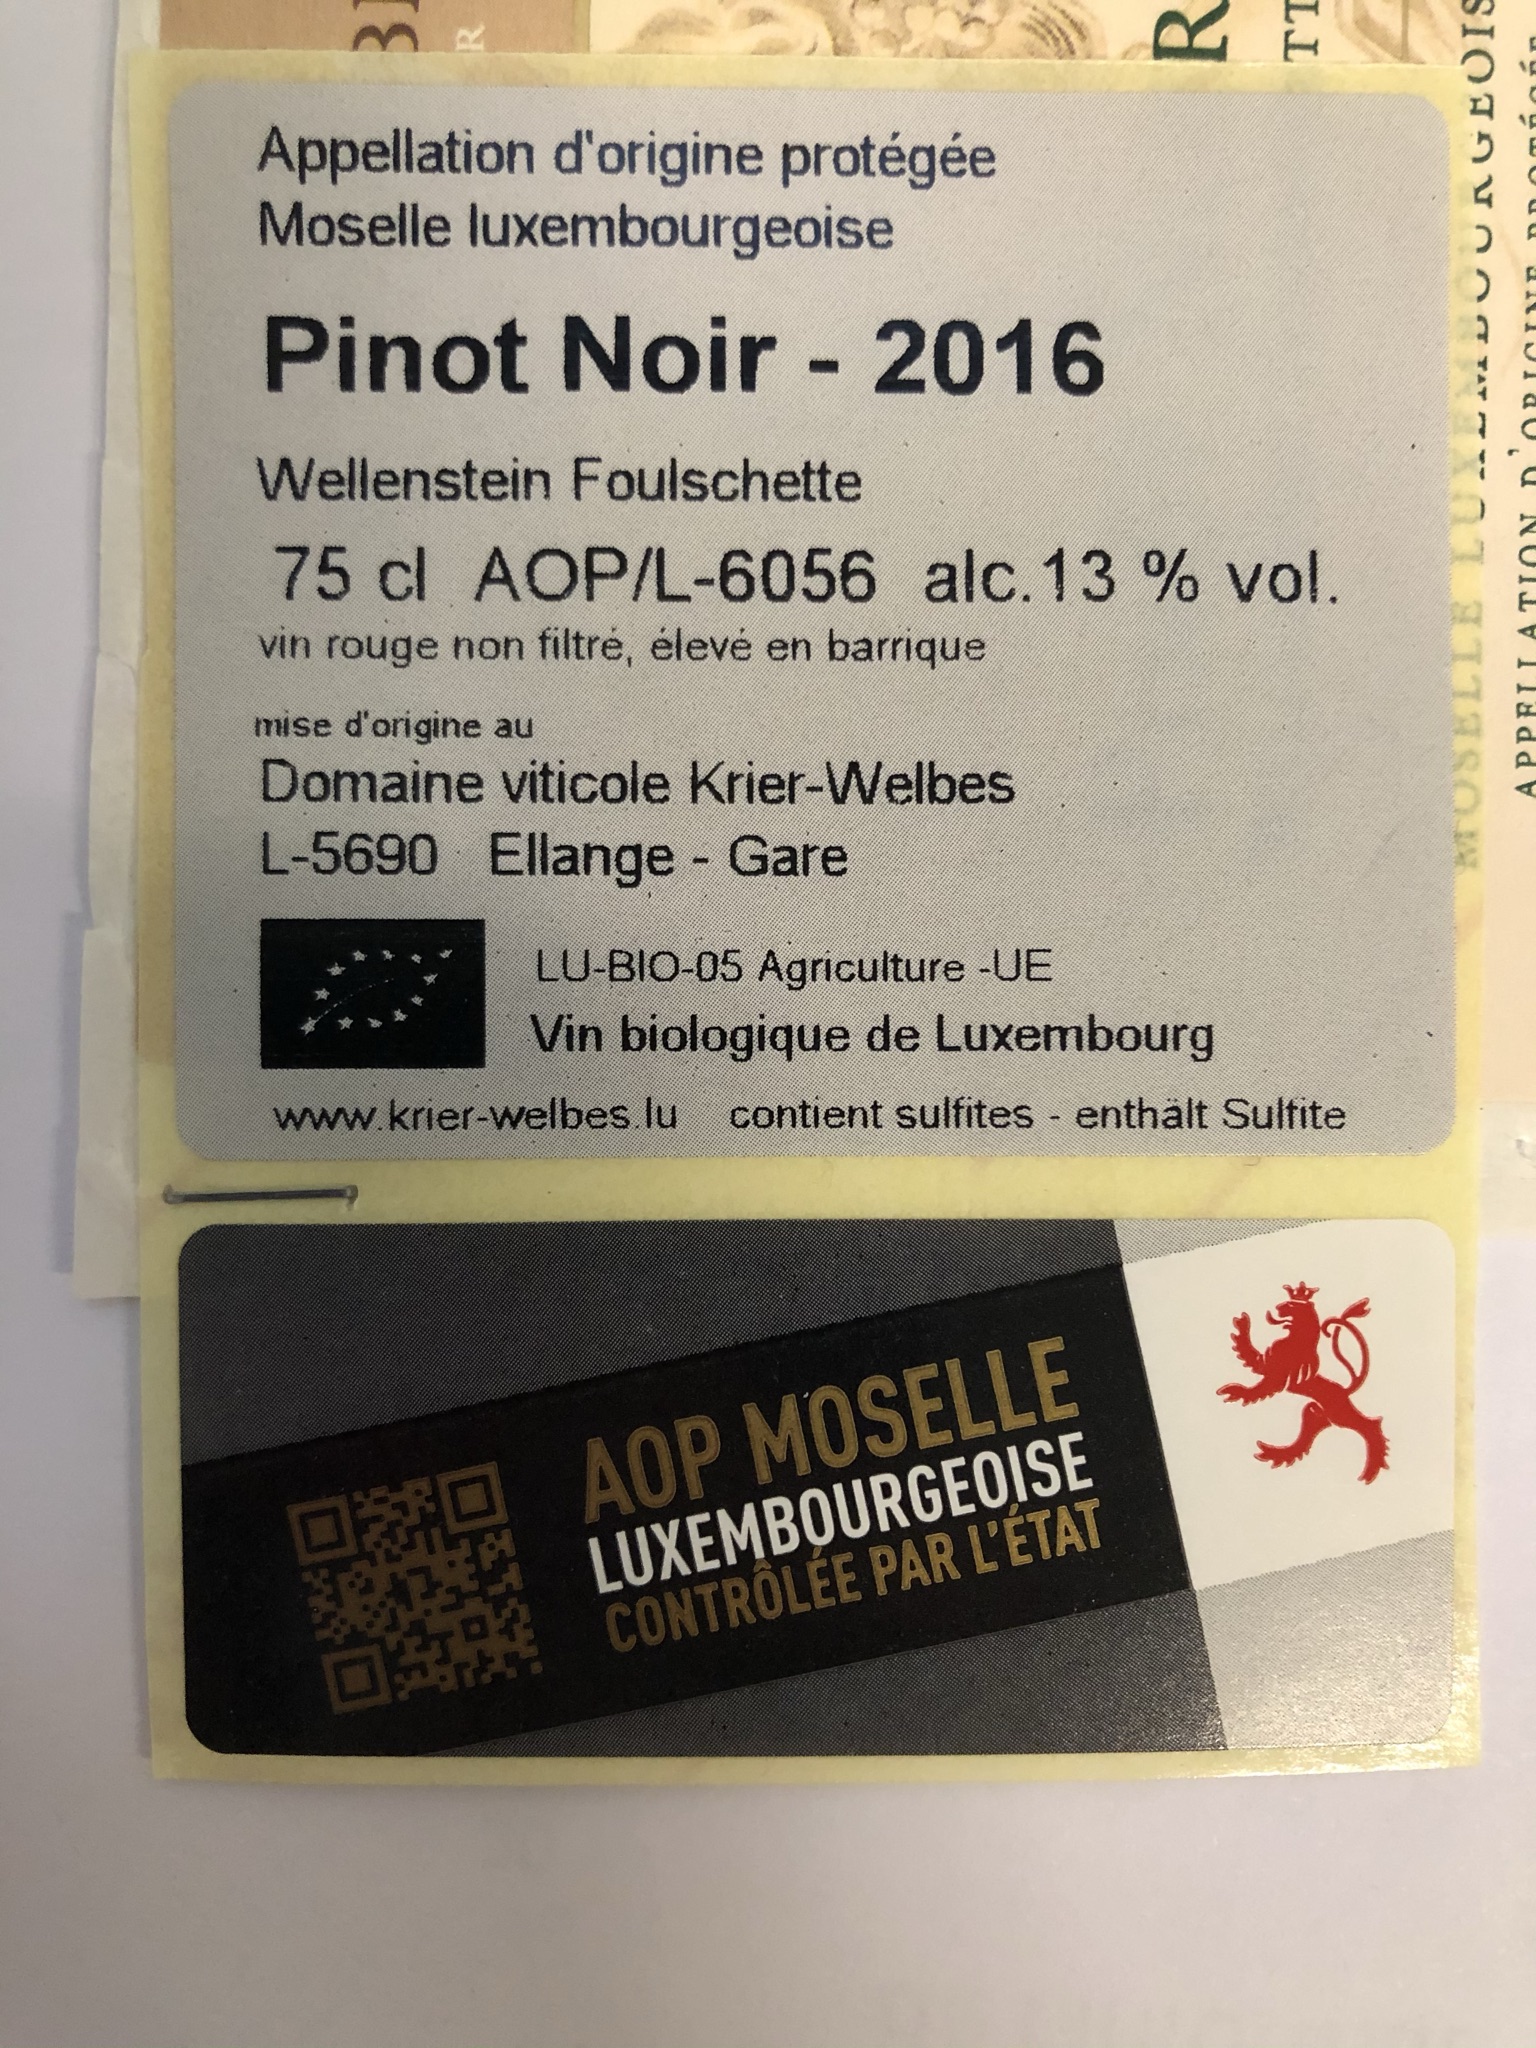 Appellation d'origine protégée
Moselle luxembourgeoise
Pinot Noir - 2016
Wellenstein Foulschette
75 cl AOP/L-6056 alc.13 % vol.
vin rouge non filtré, élevé en barrique
mise d'origine au
Domaine viticole Krier-Welbes
L-5690 Ellange - Gare
LU-BIO-05 Agriculture -UE
Vin biologique de Luxembourg
www.krier-welbes.lu contient sulfites - enthält Sulfite
AOP MOSELLE
LUXEMBOURGEOISE
CONTRÔLÉE PAR L'ÉTAT
MOSELLE LUXEMBOURGEOISE
APPELLATION D'ORIGINE PROTÉGÉE